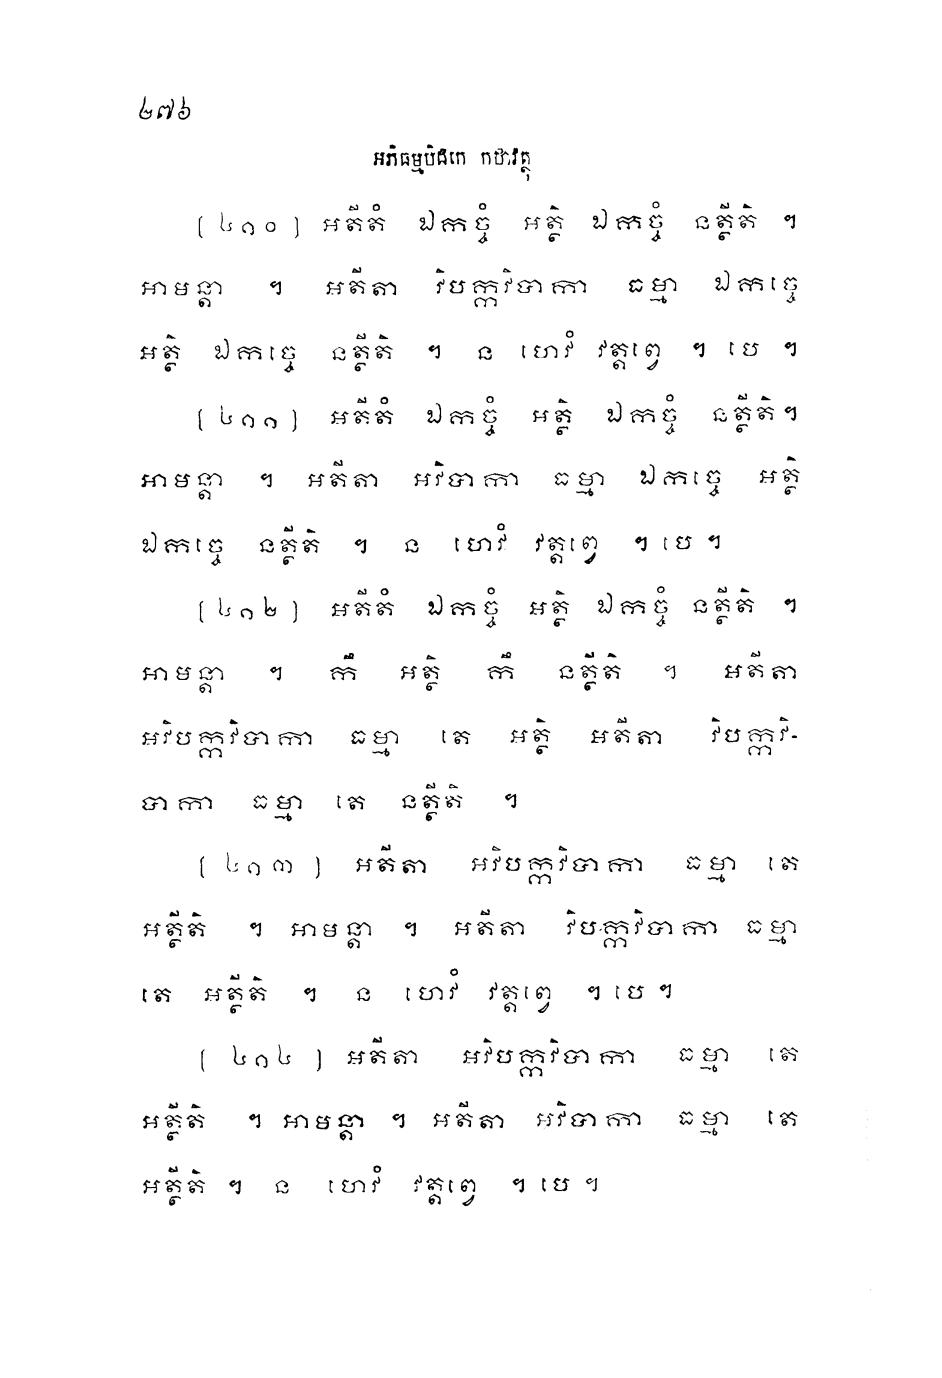 ២៧៦
អភិធម្មបិដកេ កថាវត្ថុ
(៤១០) អតីតំ ឯកច្ចំ អត្ថិ ឯកច្ចំ នត្ថីតិ ។
អាមន្តា ។ អតីតា វិបក្កវិបាកា ធម្មា ឯកច្ចេ
អត្ថិ ឯកច្ចេ នត្ថីតិ ។ ន ហេវំ វត្តព្វេ ។ បេ ។
(៤១១) អតីតំ ឯកច្ចំ អត្ថិ ឯកច្ចំ នត្ថីតិ។
អាមន្តា ។ អតីតា អវិបាកា ធម្មា ឯកច្ចេ អត្ថិ
ឯកច្ចេ នត្ថីតិ ។ ន ហេវំ វត្តព្វេ ។ បេ ។
(៤១២) អតីតំ ឯកច្ចំ អត្ថិ ឯកច្ចំ នត្ថីតិ ។
អាមន្តា ។ កឹ អត្ថិ កឹ នត្ថីតិ ។ អតីតា
អវិបក្កវិបាកា ធម្មា តេ អត្ថិ អតីតា វិបក្កវិ-
បាកា ធម្មា តេ នត្ថីតិ ។
(៤១៣) អតីតា អវិបក្កវិបាកា ធម្មា តេ
អត្ថីតិ ។ អាមន្តា ។ អតីតា វិបក្កវិបាកា ធម្មា
តេ អត្ថីតិ ។ ន ហេវំ វត្តព្វេ ។ បេ ។
(៤១៤) អតីតា អវិបក្កវិបាកា ធម្មា តេ
អត្ថីតិ ។ អាមន្តា ។ អតីតា អវិបាកា ធម្មា តេ
អត្ថីតិ ។ ន ហេវំ វត្តព្វេ ។ បេ ។